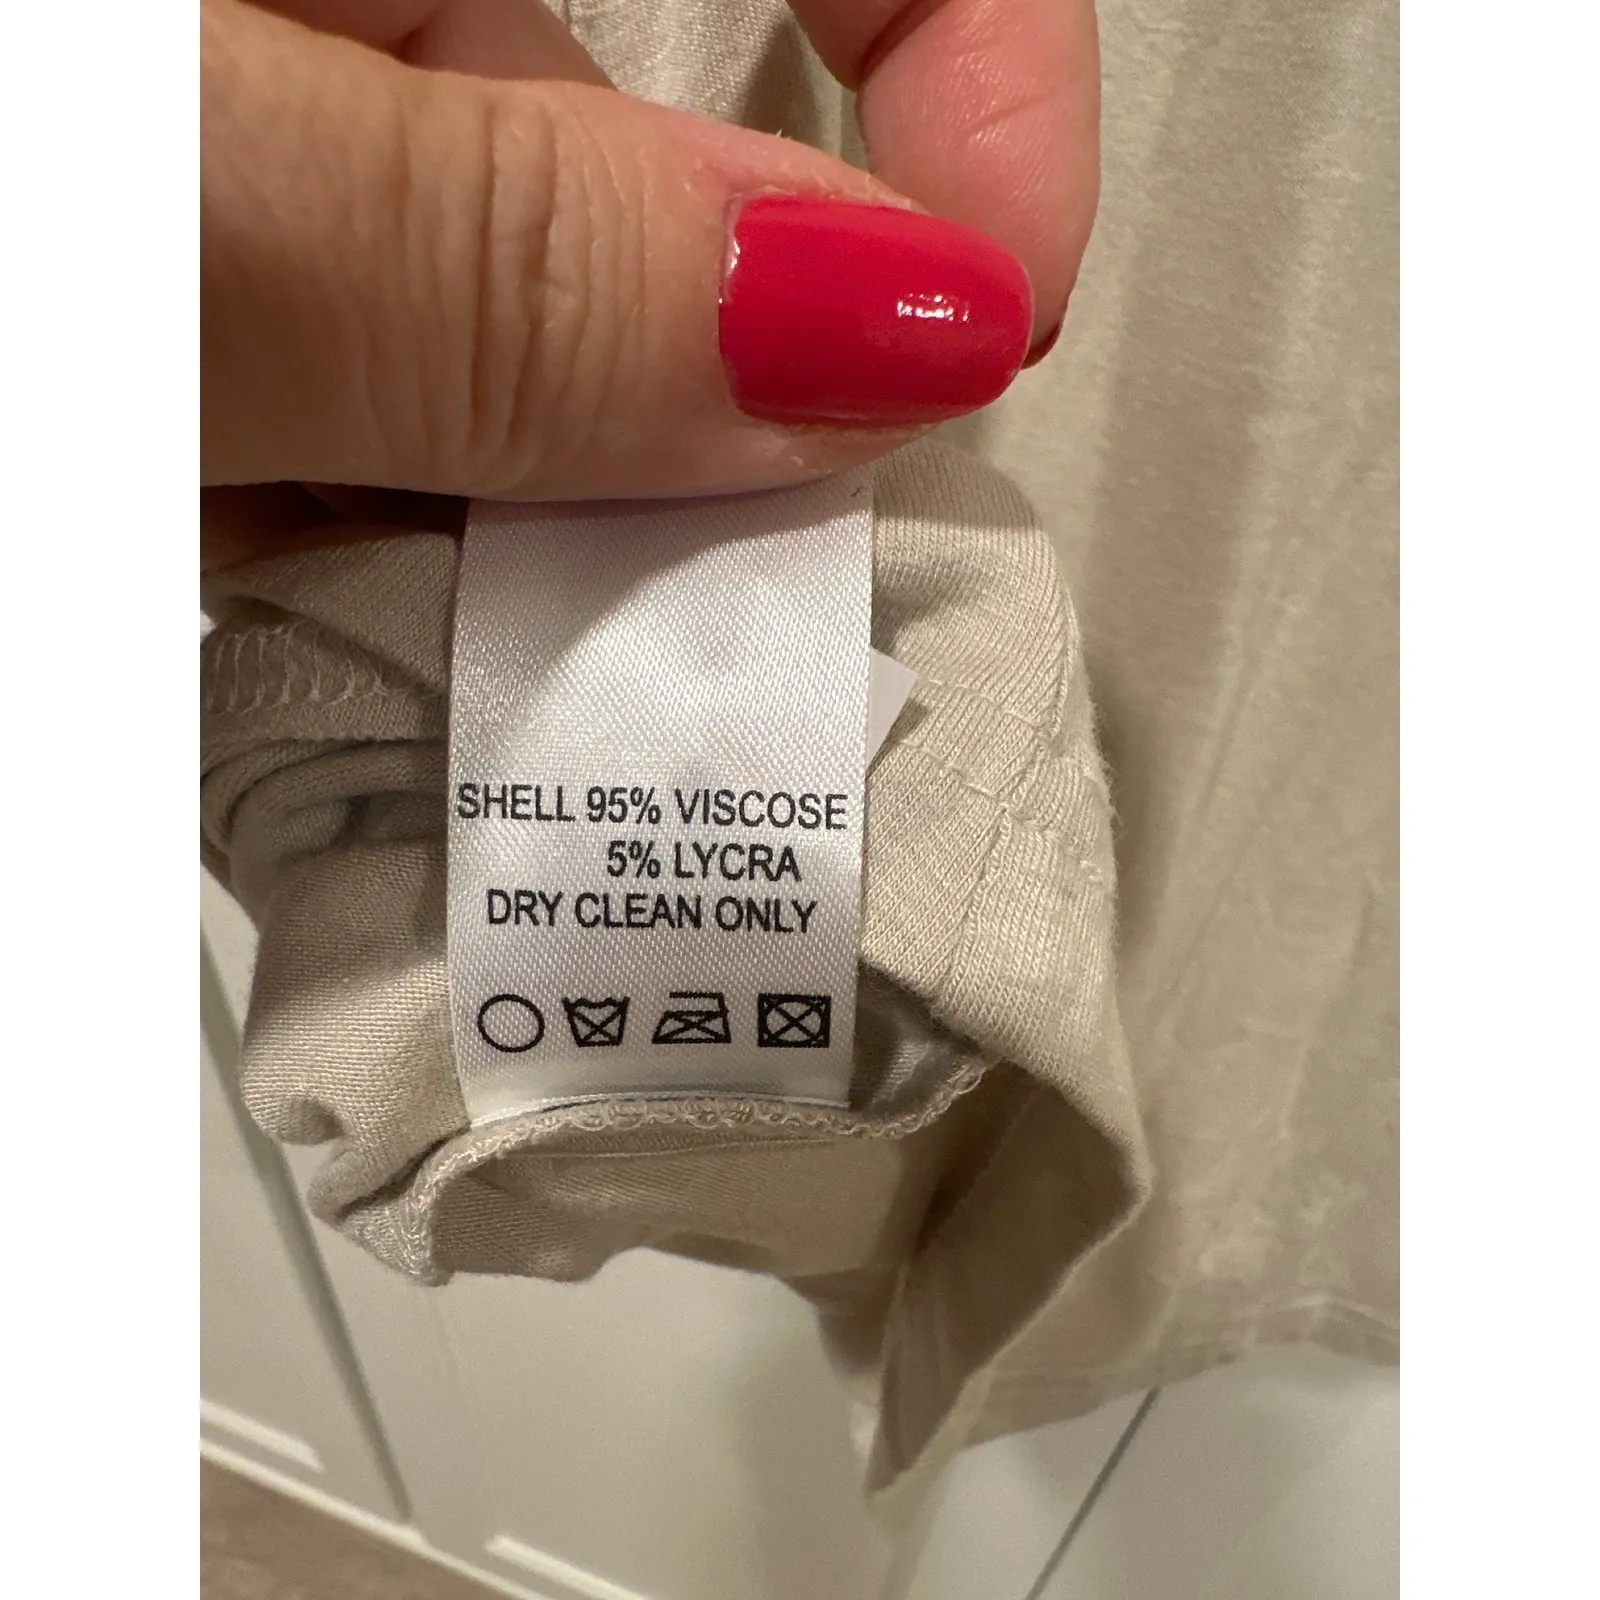 SHELL 95% VISCOSE
5% LYCRA
DRY CLEAN ONLY